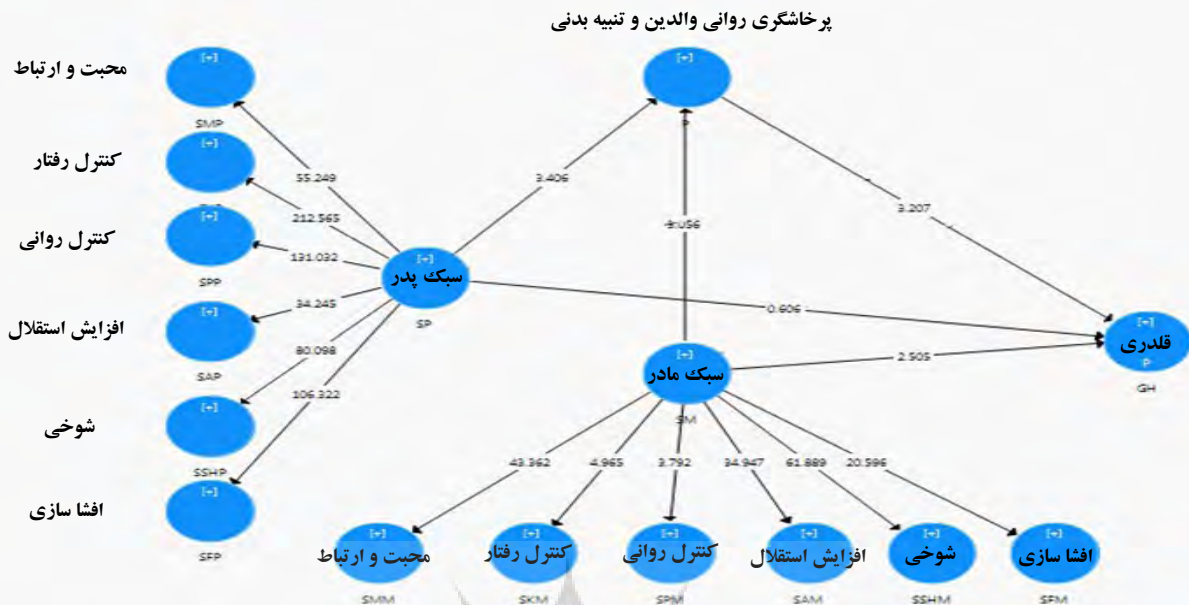 پرخاشگری روانی والدین و تنبیه بدنی
[+]
[+]
محبت و ارتباط
SMP
P
[+]
کنترل رفتار
55.249
3.406
212.565
3.207
[+]
کنترل روانی
131.032
SPP
[+]
سبک پدر
SP
34.245
0.606
[+]
افزایش استقلال
SAP
80.098
[+]
قلدری
P
GH
[+]
سبک مادر
SM
2.505
106.322
[+]
شوخی
SSHP
43.362
4.965
3.792
34.947
61.889
20.596
[+]
افشا سازی
SFP
[+]
محبت و ارتباط
SMM
[+]
کنترل رفتار
SKM
[+]
کنترل روانی
SPM
[+]
افزایش استقلال
SAM
[+]
شوخی
SSHM
[+]
افشا سازی
SFM